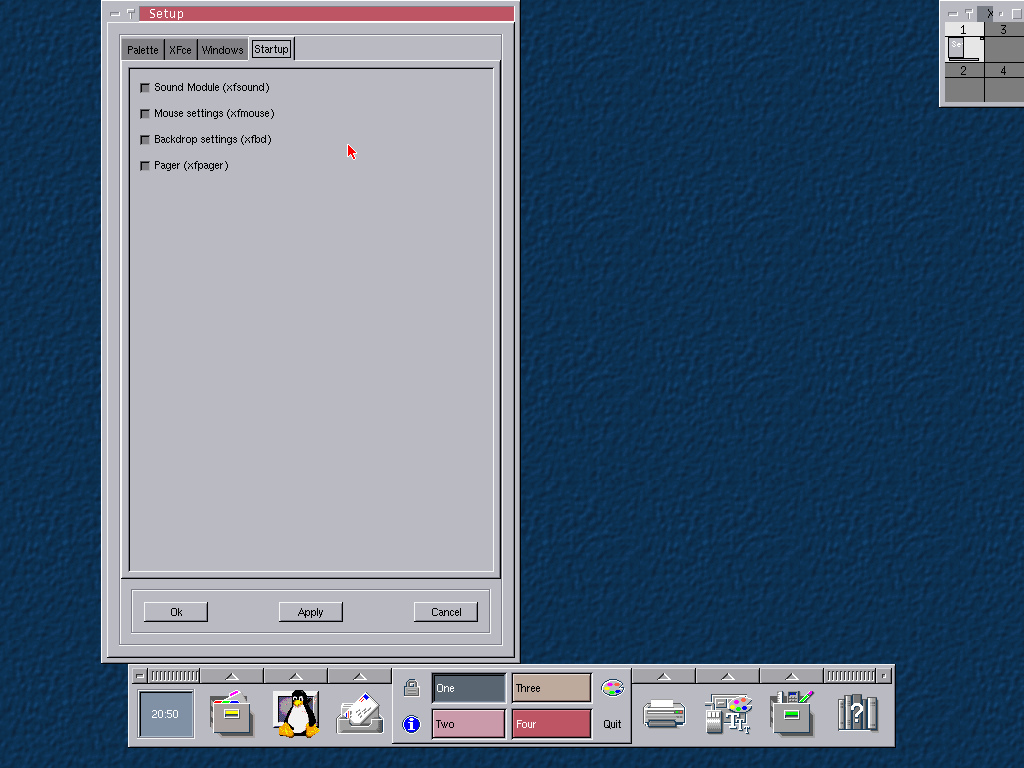 Setup
X
Palette XFce Windows Startup
1 3
Se
2 4
Sound Module (xfsound)
Mouse settings (xfmouse)
Backdrop settings (xfbd)
Pager (xfpager)
Ok Apply Cancel
One Three
20:50
Two Four Quit
i
?